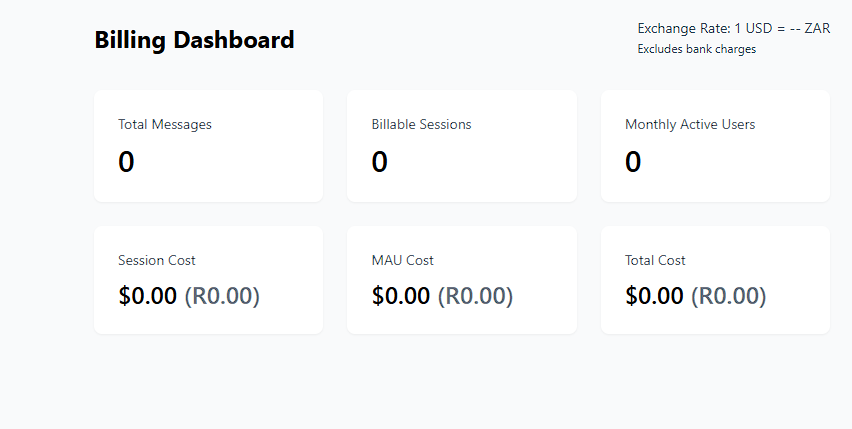 Billing Dashboard
Exchange Rate: 1 USD = -- ZAR
Excludes bank charges
Total Messages
0
Billable Sessions
0
Monthly Active Users
0
Session Cost
$0.00 (R0.00)
MAU Cost
$0.00 (R0.00)
Total Cost
$0.00 (R0.00)